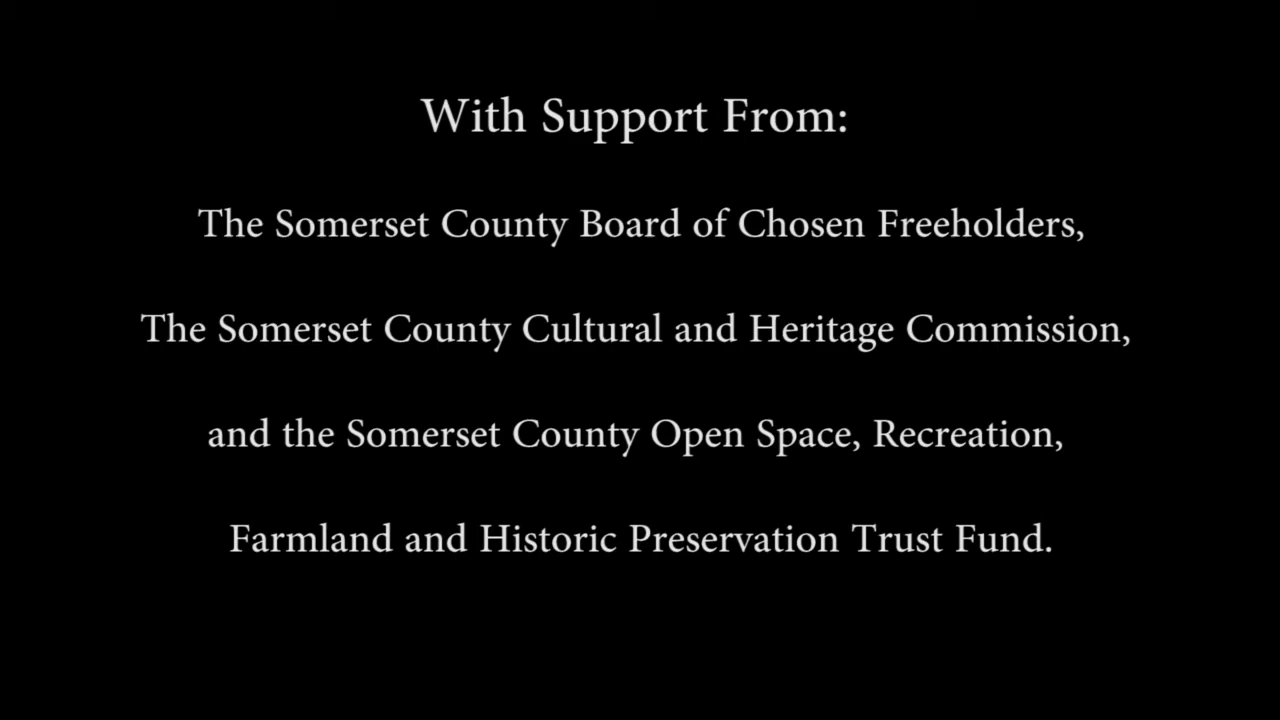 With Support From:
The Somerset County Board of Chosen Freeholders,
The Somerset County Cultural and Heritage Commission,
and the Somerset County Open Space, Recreation,
Farmland and Historic Preservation Trust Fund.